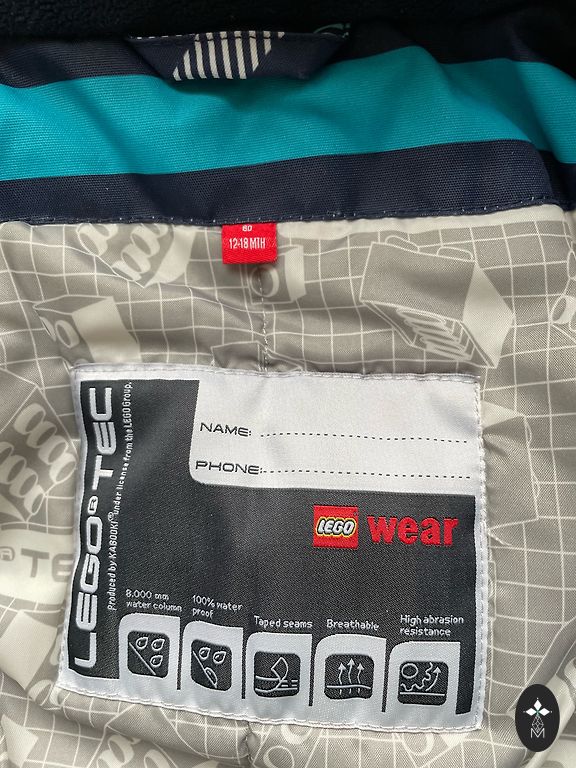 80
12-18 MTH
NAME:
PHONE:
LEGO® TEC
Produced by KABOOKI® under license from the LEGO Group.
LEGO wear
8.000 mm
water column
100% water
proof
Taped seams
Breathable
High abrasion
resistance
® TE
M